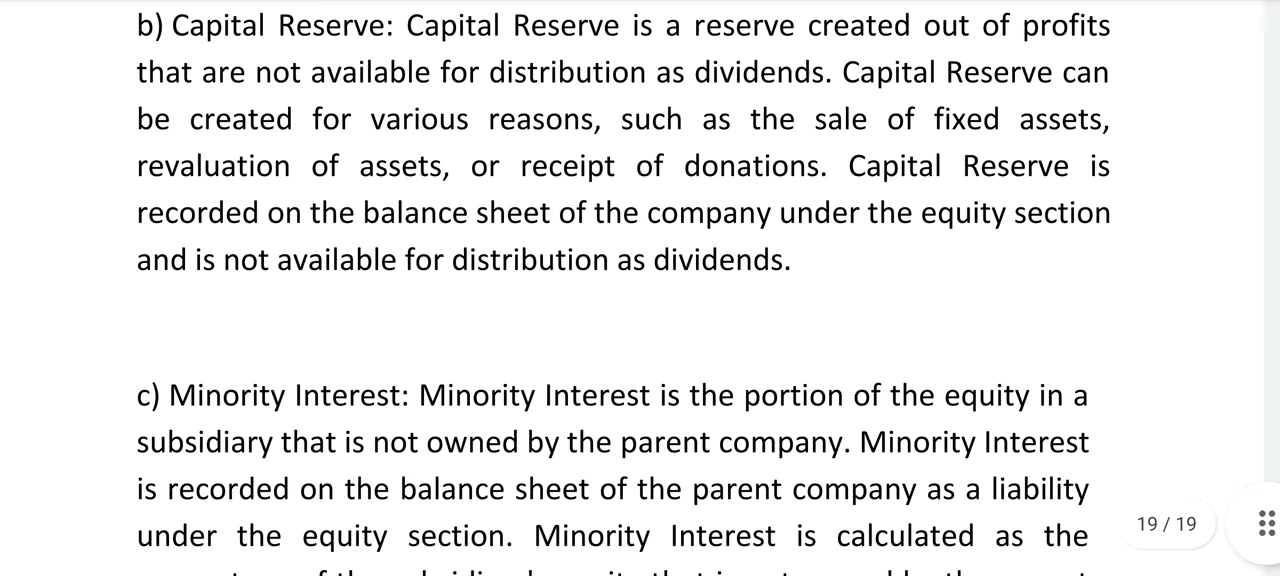 b) Capital Reserve: Capital Reserve is a reserve created out of profits
that are not available for distribution as dividends. Capital Reserve can
be created for various reasons, such as the sale of fixed assets,
revaluation of assets, or receipt of donations. Capital Reserve is
recorded on the balance sheet of the company under the equity section
and is not available for distribution as dividends.
c) Minority Interest: Minority Interest is the portion of the equity in a
subsidiary that is not owned by the parent company. Minority Interest
is recorded on the balance sheet of the parent company as a liability
under the equity section. Minority Interest is calculated as the
19 / 19